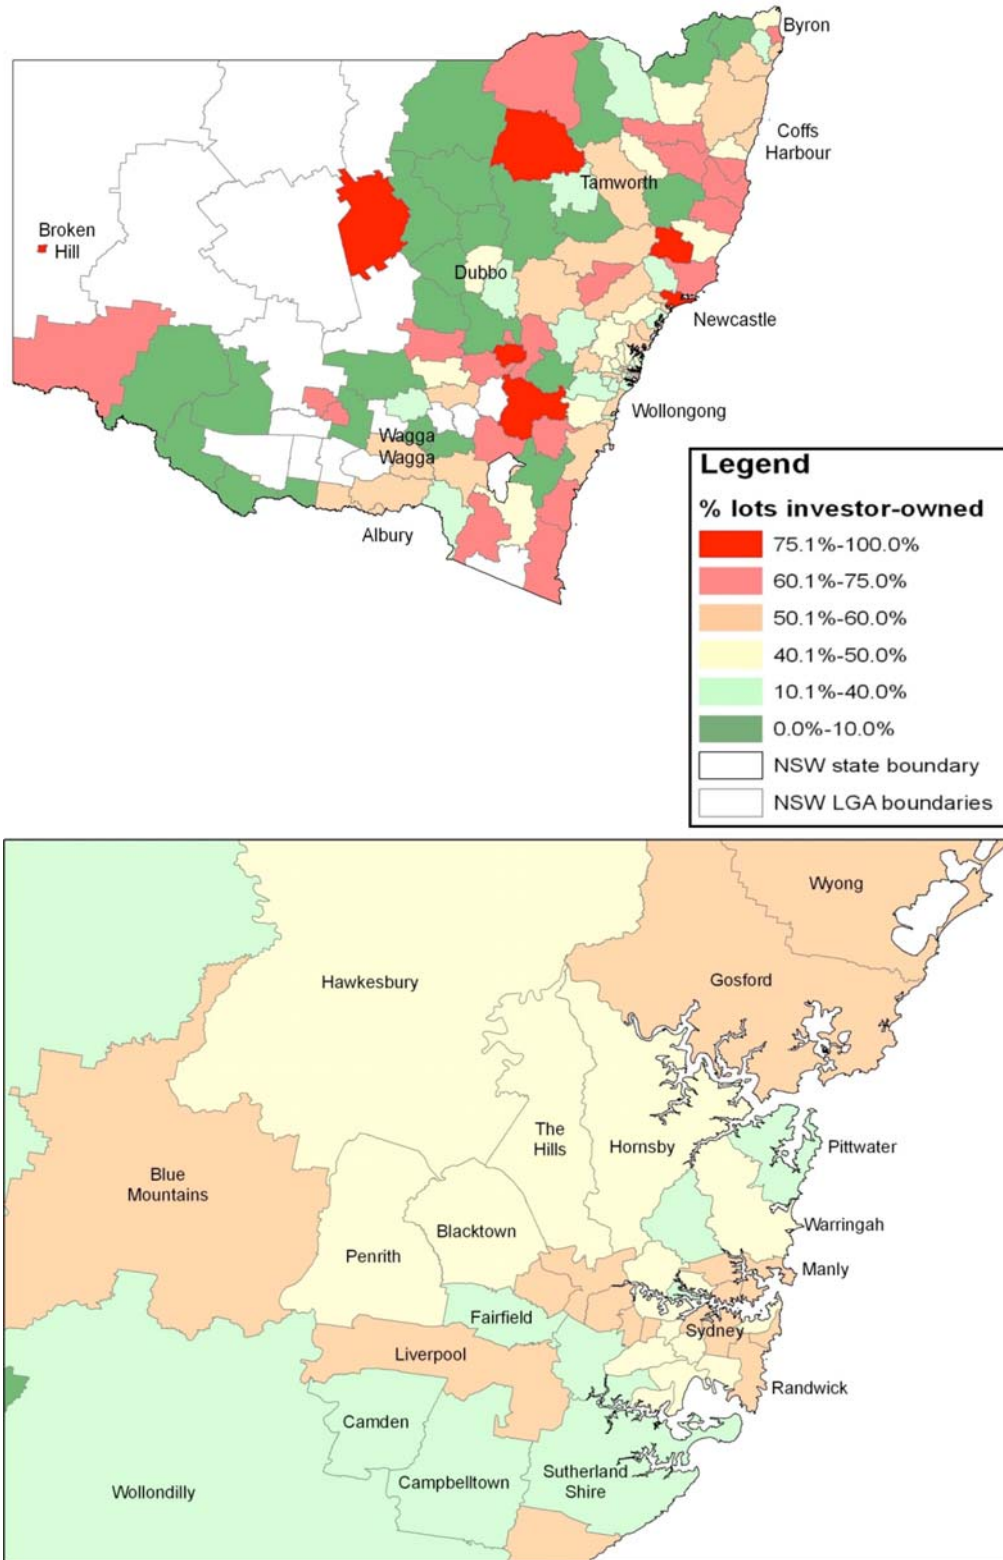 Byron
Coffs
Harbour
Tamworth
Broken
Hill
Dubbo
Newcastle
Wollongong
Wagga
Wagga
Albury
Legend
% lots investor-owned
75.1%-100.0%
60.1%-75.0%
50.1%-60.0%
40.1%-50.0%
10.1%-40.0%
0.0%-10.0%
NSW state boundary
NSW LGA boundaries
Wyong
Hawkesbury
Gosford
The
Hills
Hornsby
Pittwater
Blue
Mountains
Warringah
Blacktown
Penrith
Manly
Fairfield
Sydney
Liverpool
Randwick
Camden
Campbelltown
Sutherland
Shire
Wollondilly